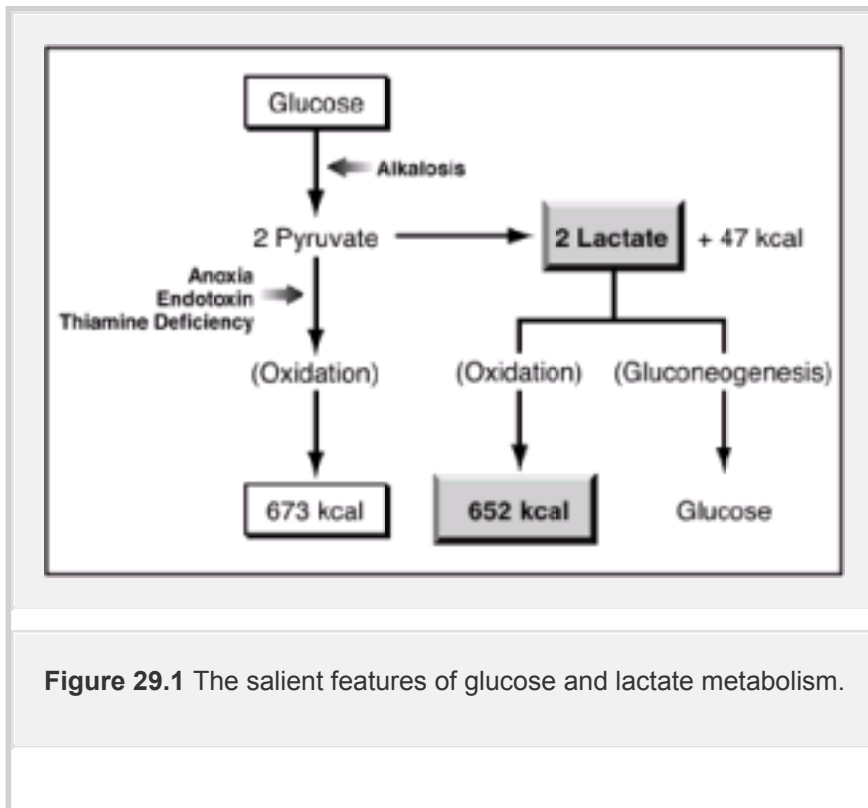 Glucose
Alkalosis
2 Pyruvate
2 Lactate + 47 kcal
Anoxia
Endotoxin
Thiamine Deficiency
(Oxidation)
(Oxidation) (Gluconeogenesis)
673 kcal
652 kcal
Glucose
Figure 29.1 The salient features of glucose and lactate metabolism.